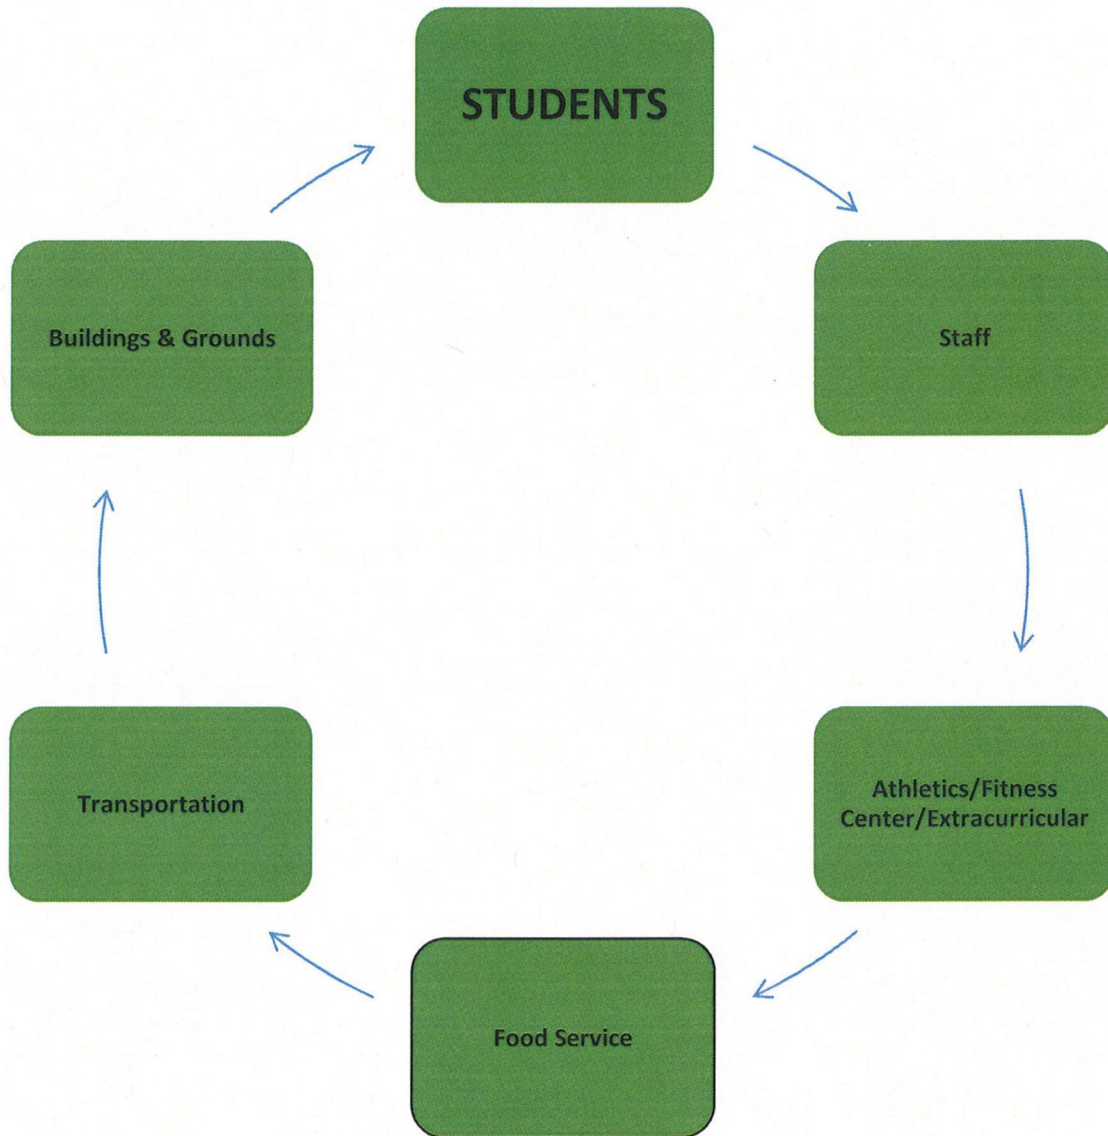 STUDENTS
Staff
Athletics/Fitness
Center/Extracurricular
Food Service
Transportation
Buildings & Grounds